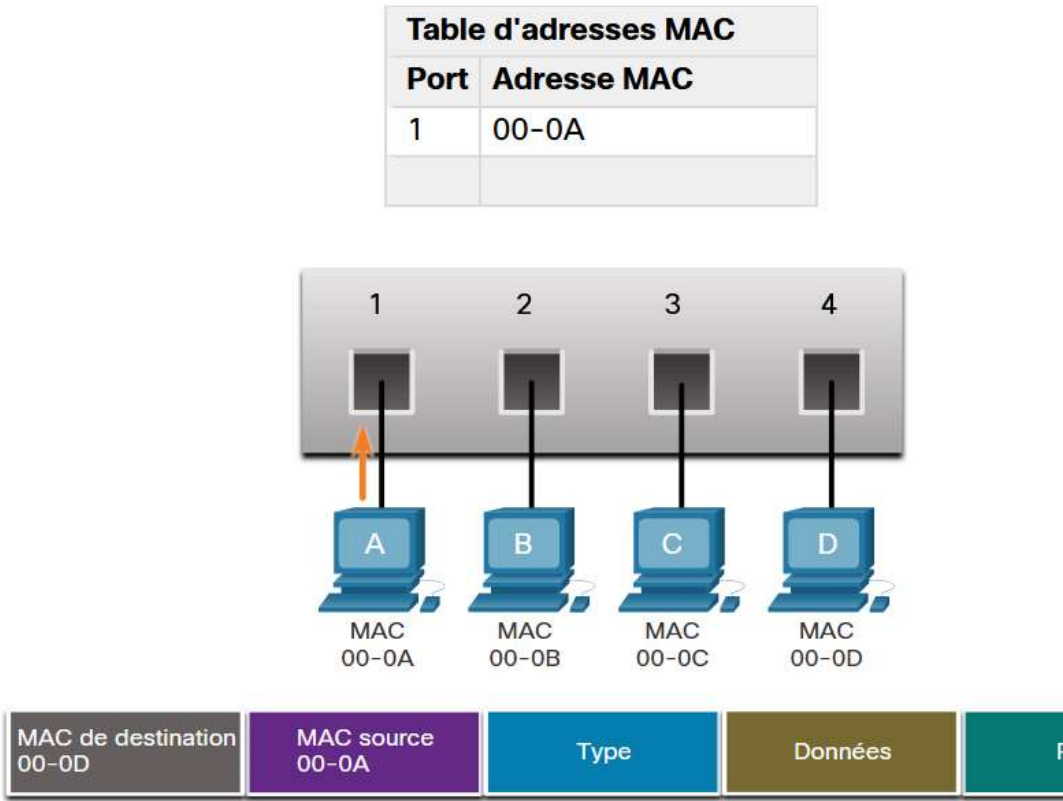 Table d'adresses MAC
Port Adresse MAC
1 00-0A
1 2 3 4
A B C D
MAC MAC MAC MAC
00-0A 00-0B 00-0C 00-0D
MAC de destination MAC source Type Données
00-0D 00-0A